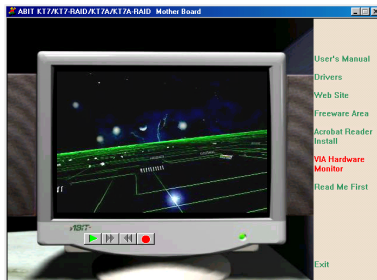 ABIT KT7/KT7-RAID/KT7A/KT7A-RAID Mother Board
User's Manual
Drivers
Web Site
Freeware Area
Acrobat Reader
Install
VIA Hardware
Monitor
Read Me First
ABIT
Exit